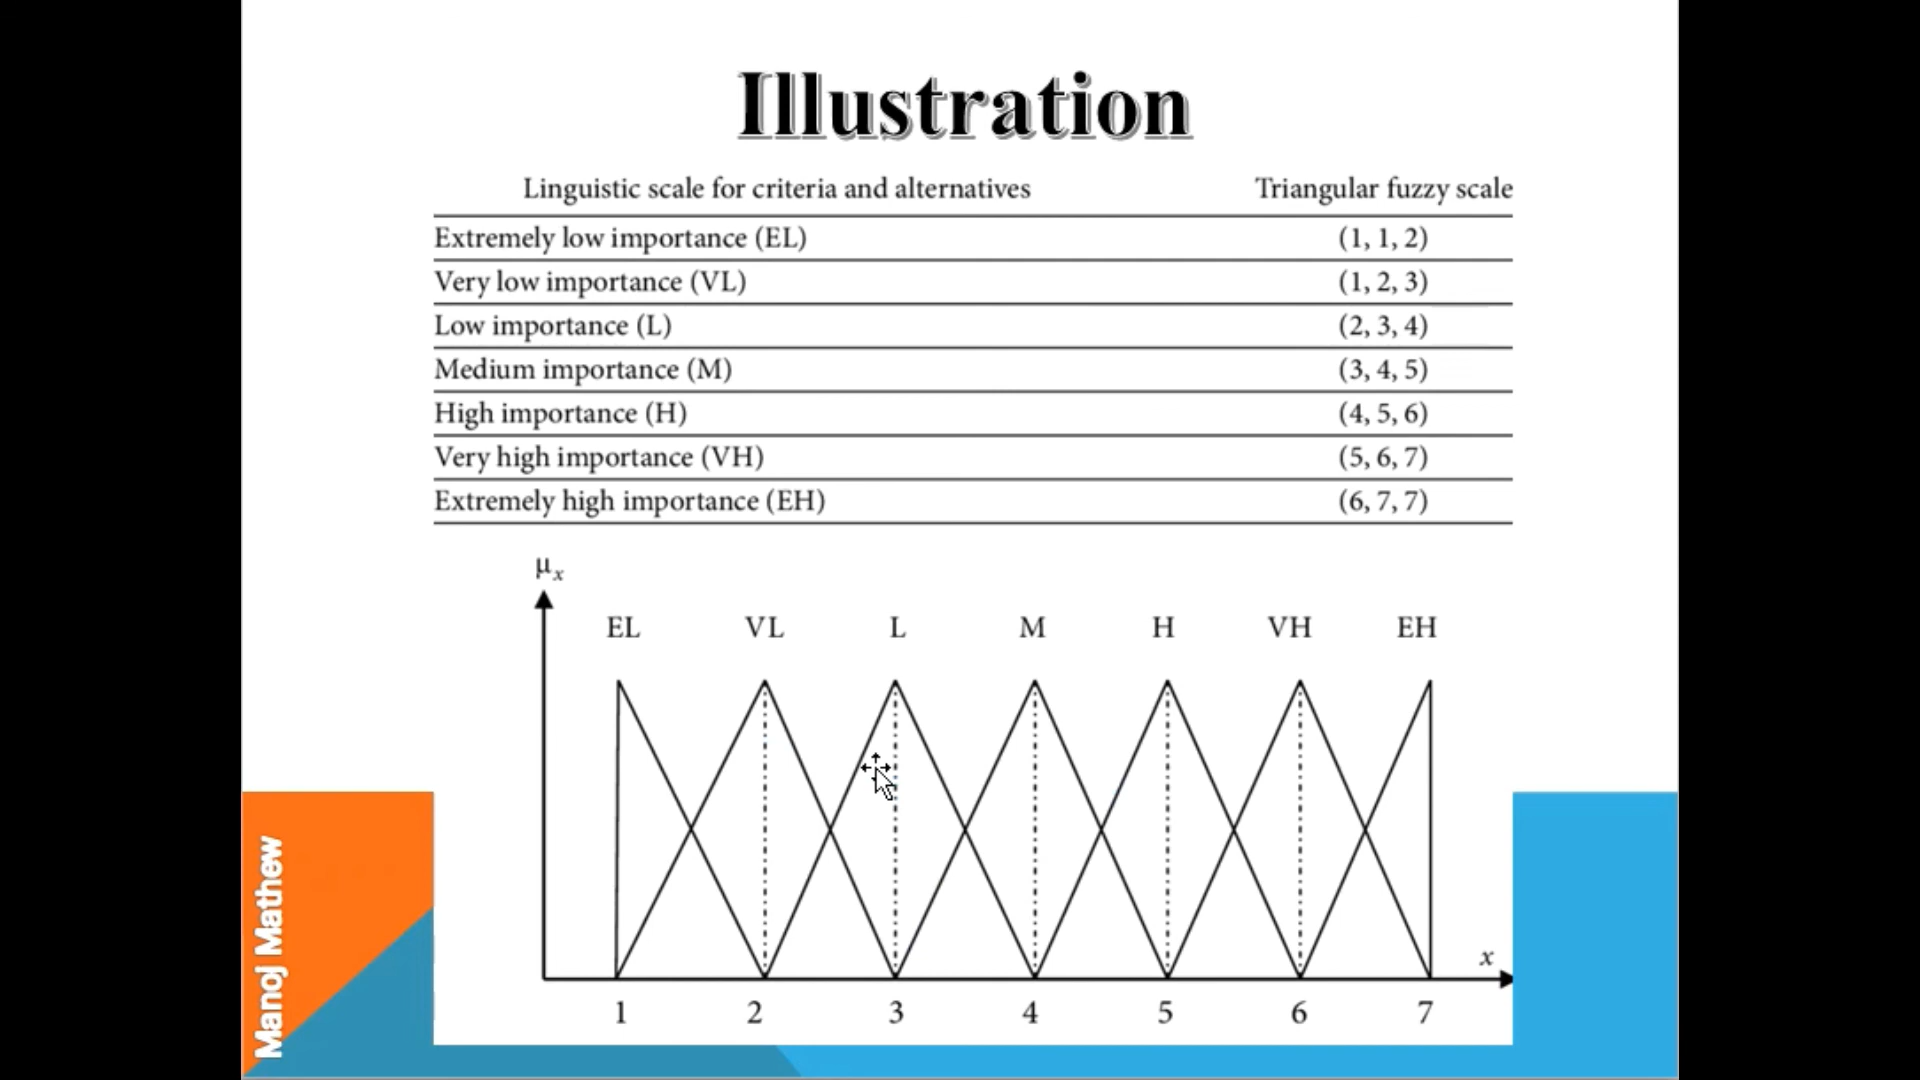 Illustration
Linguistic scale for criteria and alternatives Triangular fuzzy scale
Extremely low importance (EL) (1, 1, 2)
Very low importance (VL) (1, 2, 3)
Low importance (L) (2, 3, 4)
Medium importance (M) (3, 4, 5)
High importance (H) (4, 5, 6)
Very high importance (VH) (5, 6, 7)
Extremely high importance (EH) (6, 7, 7)
μx
EL VL L M H VH EH
x
1 2 3 4 5 6 7
Manoj Mathew